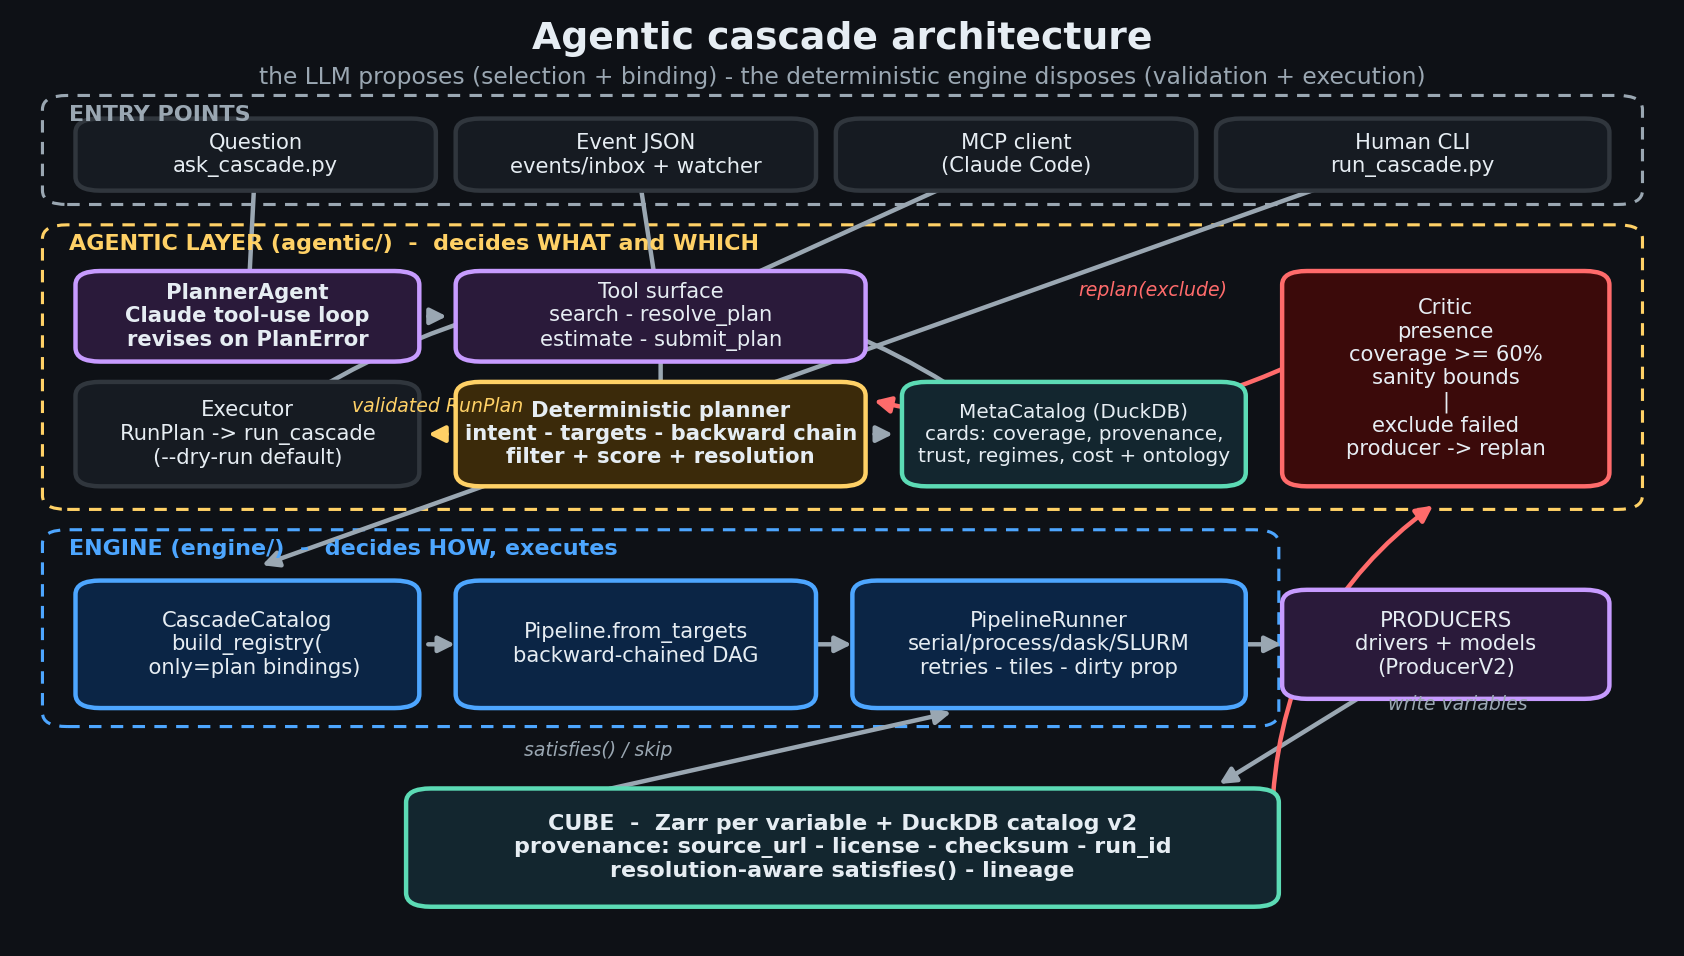 Agentic cascade architecture
the LLM proposes (selection + binding) - the deterministic engine disposes (validation + execution)
ENTRY POINTS
Question
ask_cascade.py
Event JSON
events/inbox + watcher
MCP client
(Claude Code)
Human CLI
run_cascade.py
AGENTIC LAYER (agentic/)  -  decides WHAT and WHICH
PlannerAgent
Claude tool-use loop
revises on PlanError
Tool surface
search - resolve_plan
estimate - submit_plan
replan(exclude)
Critic
presence
coverage >= 60%
sanity bounds
|
exclude failed
producer -> replan
Executor
RunPlan -> run_cascade
(--dry-run default)
validated RunPlan
Deterministic planner
intent - targets - backward chain
filter + score + resolution
MetaCatalog (DuckDB)
cards: coverage, provenance,
trust, regimes, cost + ontology
ENGINE (engine/)  -  decides HOW, executes
CascadeCatalog
build_registry(
only=plan bindings)
Pipeline.from_targets
backward-chained DAG
PipelineRunner
serial/process/dask/SLURM
retries - tiles - dirty prop
PRODUCERS
drivers + models
(ProducerV2)
write variables
satisfies() / skip
CUBE  -  Zarr per variable + DuckDB catalog v2
provenance: source_url - license - checksum - run_id
resolution-aware satisfies() - lineage